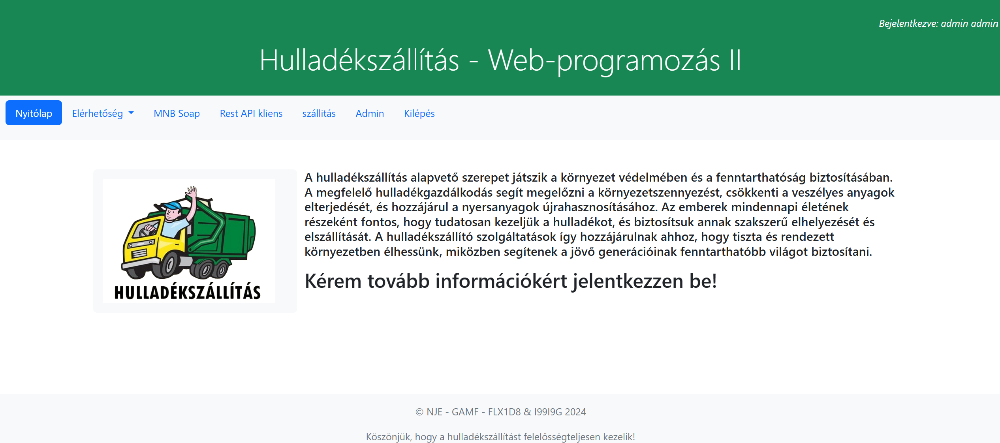 Bejelentkezve: admin admin
Hulladékszállítás - Web-programozás II
Nyitólap Elérhetőség MNB Soap Rest API kliens szállitás Admin Kilépés
HULLADÉKSZÁLLÍTÁS
A hulladékszállítás alapvető szerepet játszik a környezet védelmében és a fenntarthatóság biztosításában.
A megfelelő hulladékgazdálkodás segít megelőzni a környezetszennyezést, csökkenti a veszélyes anyagok
elterjedését, és hozzájárul a nyersanyagok újrahasznosításához. Az emberek mindennapi életének
részeként fontos, hogy tudatosan kezeljük a hulladékot, és biztosítsuk annak szakszerű elhelyezését és
elszállítását. A hulladékszállító szolgáltatások így hozzájárulnak ahhoz, hogy tiszta és rendezett
környezetben élhessünk, miközben segítenek a jövő generációinak fenntarthatóbb világot biztosítani.
Kérem tovább információkért jelentkezzen be!
© NJE - GAMF - FLX1D8 & I99I9G 2024
Köszönjük, hogy a hulladékszállítást felelősségteljesen kezelik!